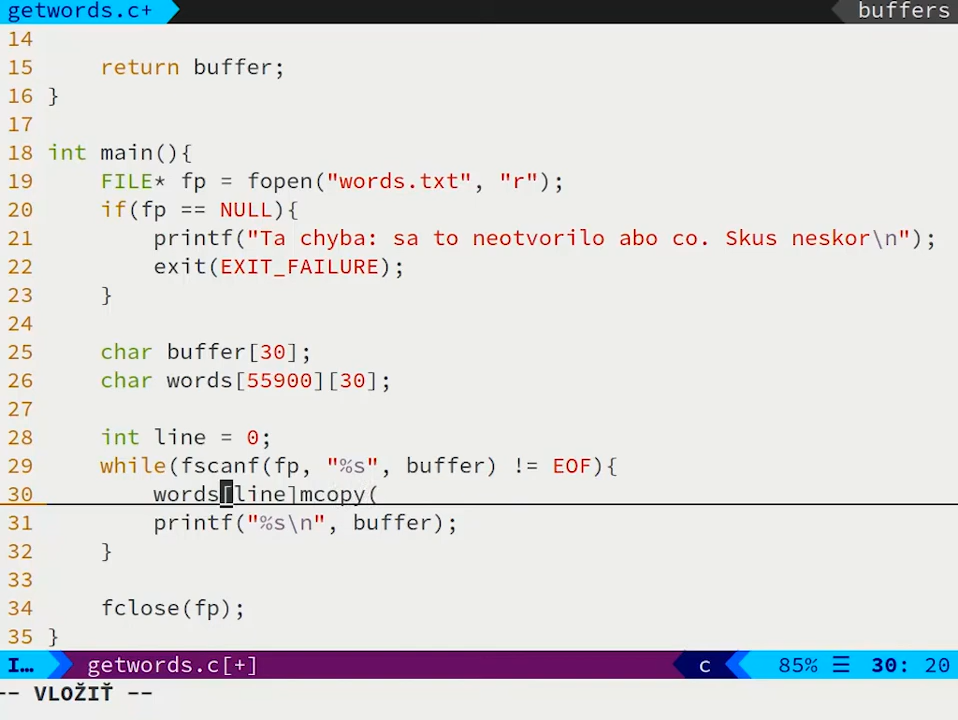 getwords.c+ buffers
14
15     return buffer;
16 }
17
18 int main(){
19     FILE* fp = fopen("words.txt", "r");
20     if(fp == NULL){
21         printf("Ta chyba: sa to neotvorilo abo co. Skus neskor\n");
22         exit(EXIT_FAILURE);
23     }
24
25     char buffer[30];
26     char words[55900][30];
27
28     int line = 0;
29     while(fscanf(fp, "%s", buffer) != EOF){
30         words[line]mcopy(
31         printf("%s\n", buffer);
32     }
33
34     fclose(fp);
35 }
I… getwords.c[+] c 85% ☰ 30: 20
-- VLOŽIŤ --